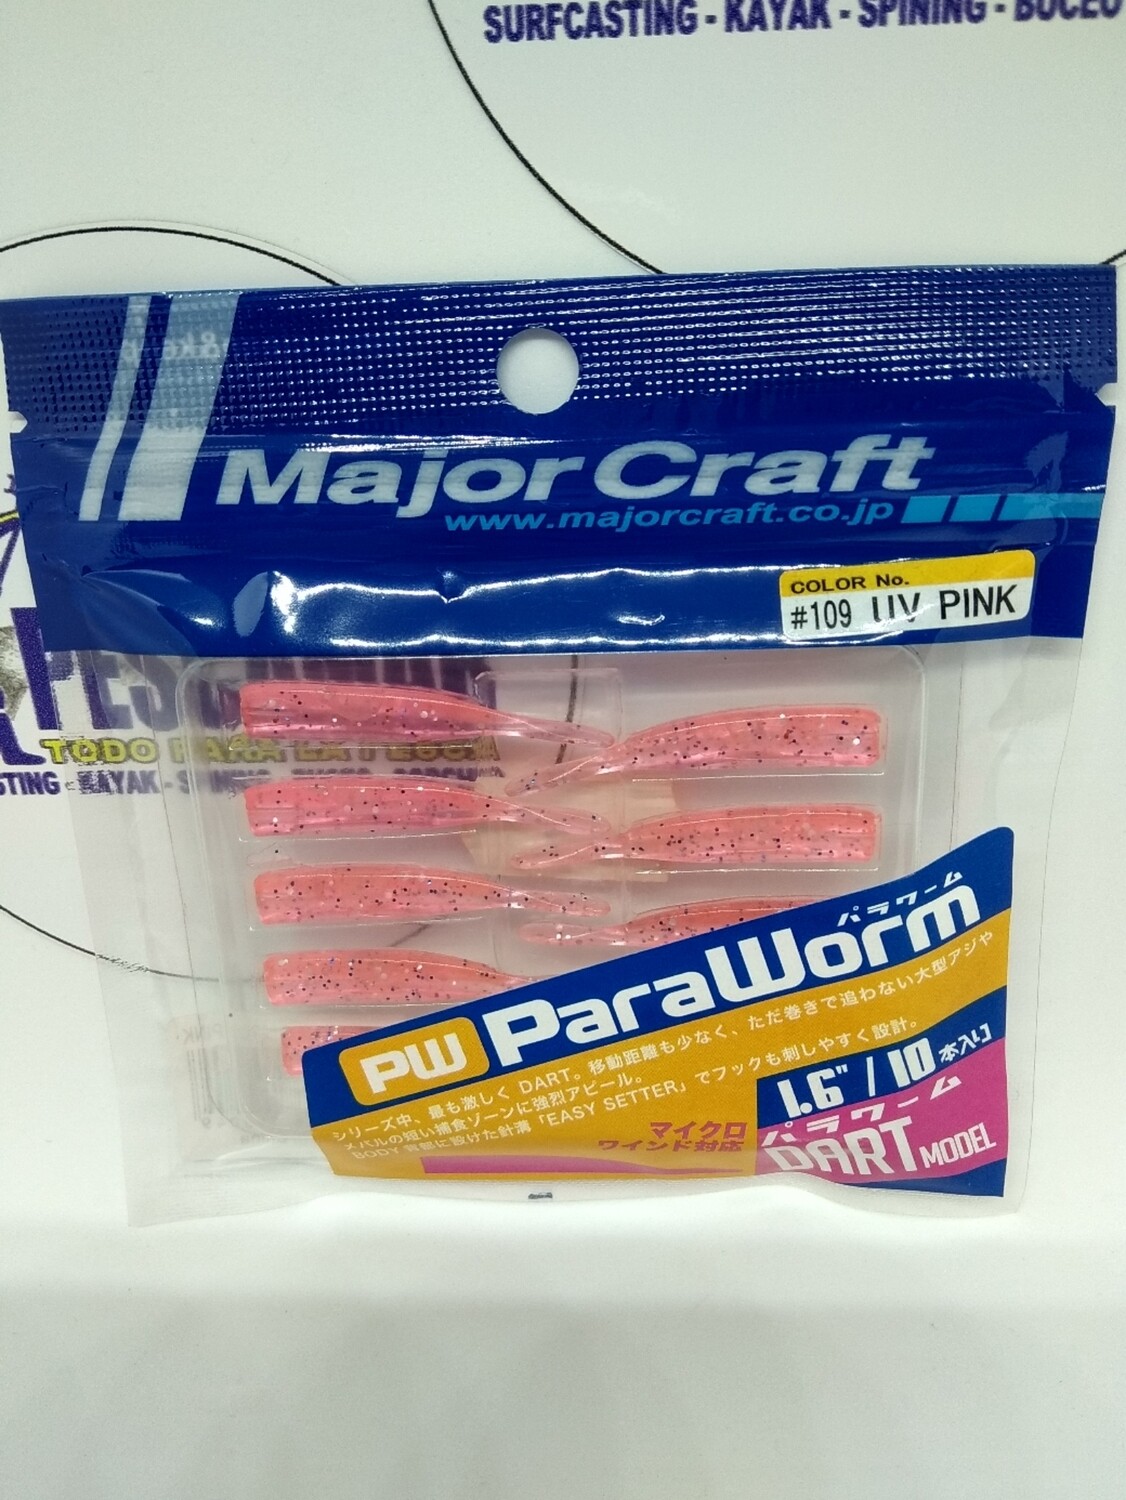 SURFCASTING - KAYAK - SPINING - BUCEO
Major Craft
www.majorcraft.co.jp
COLOR No.
#109 UV PINK
TODO PARA LA PESCA
STING - KAYAK - SPINING - BUCEO
パラワーム
PW ParaWorm
シリーズ中、最も激しく DART。移動距離も少なく、ただ巻きで追わない大型アジや
メバルの短い捕食ゾーンに強烈アピール。
BODY背部に設けた針溝「EASY SETTER」でフックも刺しやすく設計。
1.6" / 10本入り
マイクロ
ワインド対応
パラワーム
DART MODEL